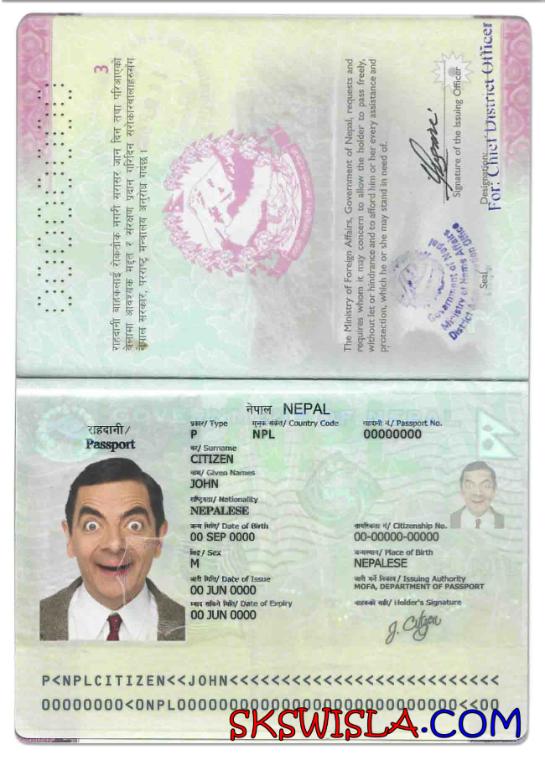 3
राहदानी बाहकलाई रोकतोक नगरी सरासर जान दिन तथा परिआएको
बेलामा आवश्यक मद्दत र संरक्षण प्रदान गरिदिन सरोकारवालाहरूसँग
नेपाल सरकार, परराष्ट्र मन्त्रालय अनुरोध गर्दछ।
The Ministry of Foreign Affairs, Government of Nepal, requests and
requires whom it may concern to allow the holder to pass freely,
without let or hindrance and to afford him or her every assistance and
protection, which he or she may stand in need of.
Signature of the Issuing Officer
Designation:
For: Chief District Officer
Seal
Government of Nepal
Ministry of Home Affairs
District Office
नेपाल NEPAL
राहदानी/
Passport
प्रकार/ Type
मुलुक संकेत/ Country Code
राहदानी नं./ Passport No.
P
NPL
00000000
थर/ Surname
CITIZEN
नाम/ Given Names
JOHN
राष्ट्रियता/ Nationality
NEPALESE
जन्म मिति/ Date of Birth
नागरिकता नं/ Citizenship No.
00 SEP 0000
00-00000-00000
लिङ्ग/ Sex
जन्मस्थान/ Place of Birth
M
NEPALESE
जारी मिति/ Date of Issue
जारी गर्ने निकाय/ Issuing Authority
00 JUN 0000
MOFA, DEPARTMENT OF PASSPORT
म्याद सकिने मिति/ Date of Expiry
वाहकको सही/ Holder's Signature
00 JUN 0000
J. Citizen
P<NPLCITIZEN<<JOHN<<<<<<<<<<<<<<<<<<<<<<<<<<
00000000<0NPL0000000000000000000000000000<<00
SKSWISLA.COM